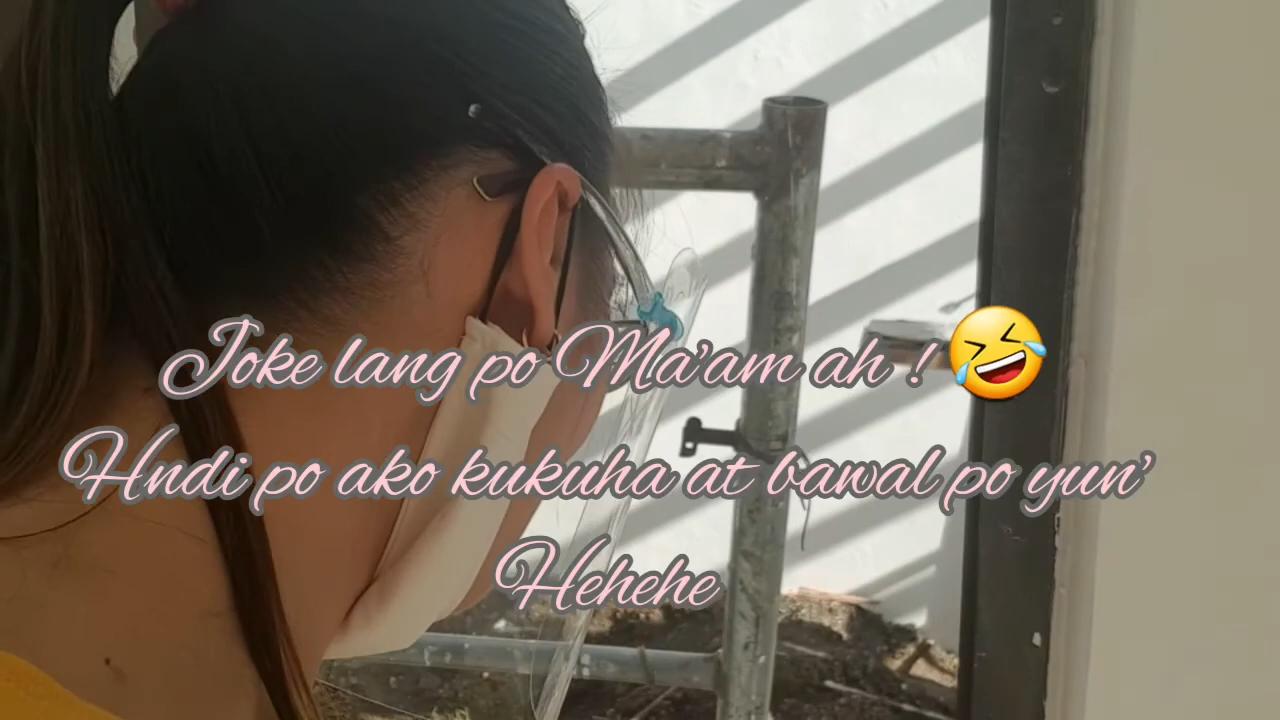 Joke lang po Ma'am ah ! 🤣
Hndi po ako kukuha at bawal po yun'
Hehehe